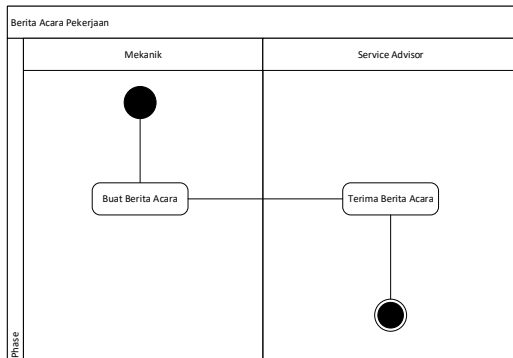 Berita Acara Pekerjaan
Mekanik
Service Advisor
Buat Berita Acara
Terima Berita Acara
Phase